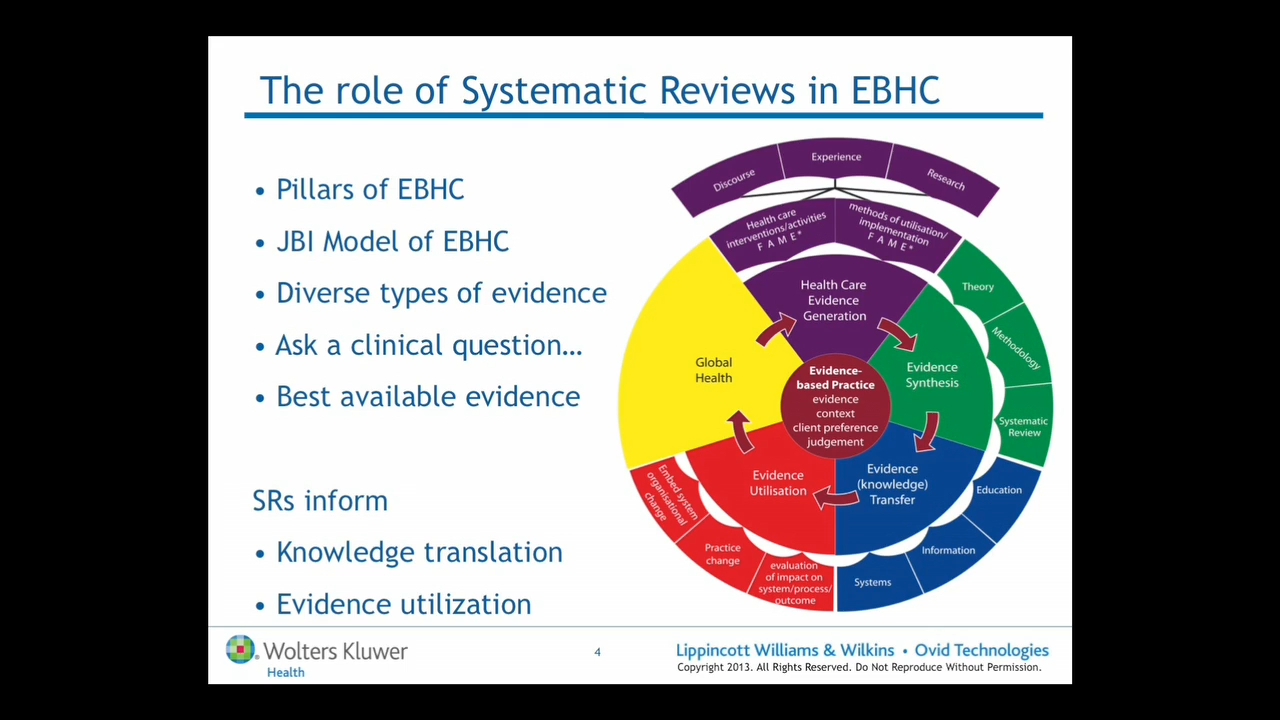 The role of Systematic Reviews in EBHC
• Pillars of EBHC
• JBI Model of EBHC
• Diverse types of evidence
• Ask a clinical question…
• Best available evidence
SRs inform
• Knowledge translation
• Evidence utilization
Discourse
Experience
Research
Health care
interventions/activities
F A M E*
methods of utilisation/
implementation
F A M E*
Health Care
Evidence
Generation
Theory
Methodology
Systematic
Review
Evidence
Synthesis
Global
Health
Evidence-
based Practice
evidence
context
client preference
judgement
Evidence
Utilisation
Evidence
(knowledge)
Transfer
Education
Information
Systems
Embed system
organisational
change
Practice
change
evaluation
of impact on
system/process/
outcome
Wolters Kluwer
Health
4
Lippincott Williams & Wilkins • Ovid Technologies
Copyright 2013. All Rights Reserved. Do Not Reproduce Without Permission.